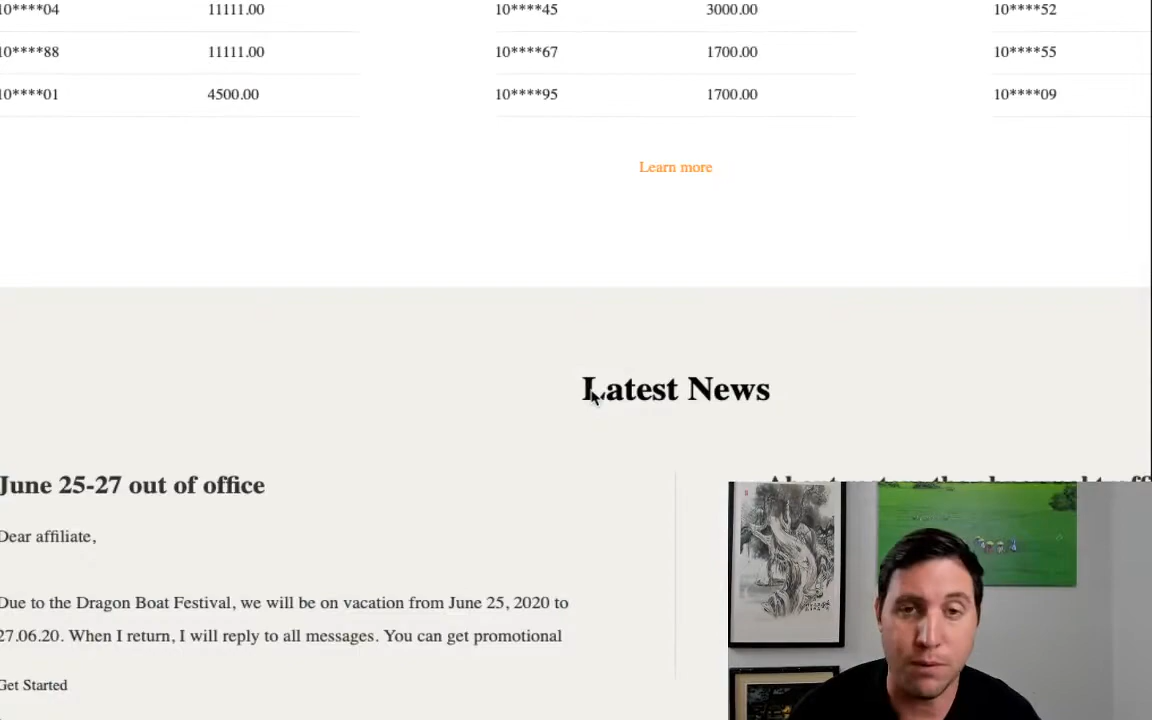 10****04 11111.00 10****45 3000.00 10****52
10****88 11111.00 10****67 1700.00 10****55
10****01 4500.00 10****95 1700.00 10****09
Learn more
Latest News
June 25-27 out of office
Dear affiliate,
Due to the Dragon Boat Festival, we will be on vacation from June 25, 2020 to
27.06.20. When I return, I will reply to all messages. You can get promotional
Get Started